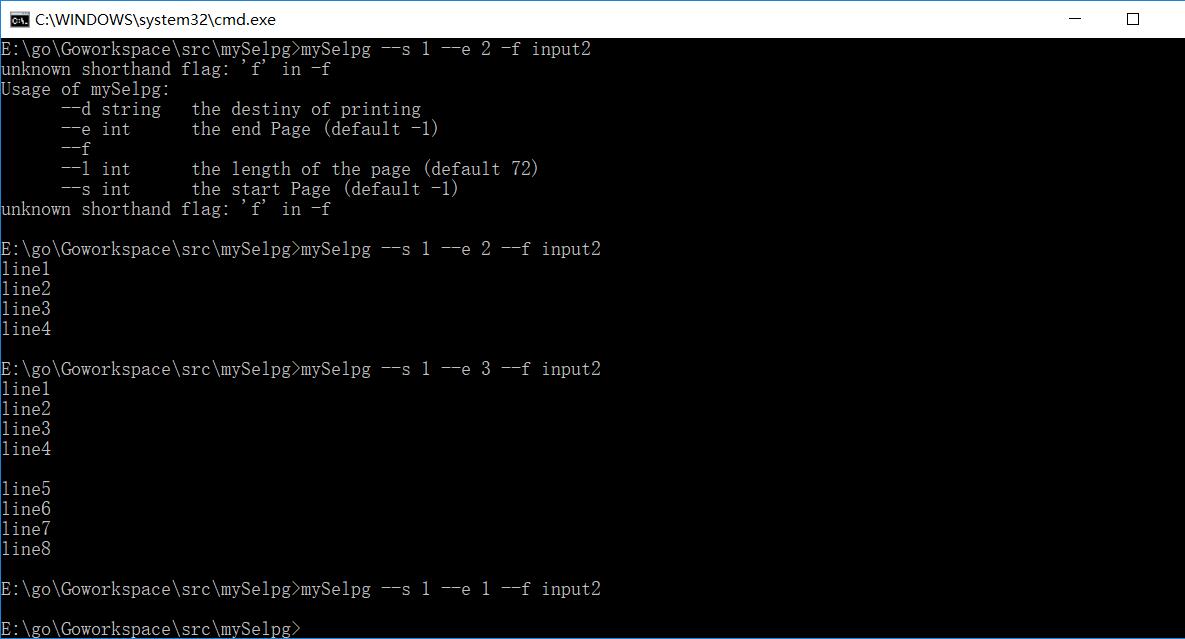 C:\WINDOWS\system32\cmd.exe
E:\go\Goworkspace\src\mySelpg>mySelpg --s 1 --e 2 -f input2
unknown shorthand flag: 'f' in -f
Usage of mySelpg:
      --d string   the destiny of printing
      --e int      the end Page (default -1)
      --f
      --l int      the length of the page (default 72)
      --s int      the start Page (default -1)
unknown shorthand flag: 'f' in -f
E:\go\Goworkspace\src\mySelpg>mySelpg --s 1 --e 2 --f input2
line1
line2
line3
line4
E:\go\Goworkspace\src\mySelpg>mySelpg --s 1 --e 3 --f input2
line1
line2
line3
line4
line5
line6
line7
line8
E:\go\Goworkspace\src\mySelpg>mySelpg --s 1 --e 1 --f input2
E:\go\Goworkspace\src\mySelpg>